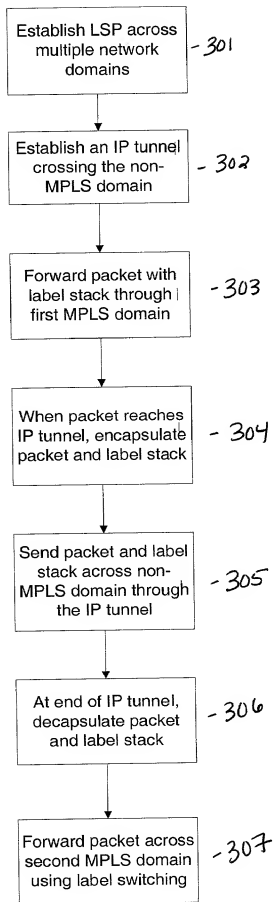 Establish LSP across
multiple network
domains
-301
Establish an IP tunnel
crossing the non-
MPLS domain
- 302
Forward packet with
label stack through
first MPLS domain
-303
When packet reaches
IP tunnel, encapsulate
packet and label stack
- 304
Send packet and label
stack across non-
MPLS domain through
the IP tunnel
-305
At end of IP tunnel,
decapsulate packet
and label stack
-306
Forward packet across
second MPLS domain
using label switching
-307